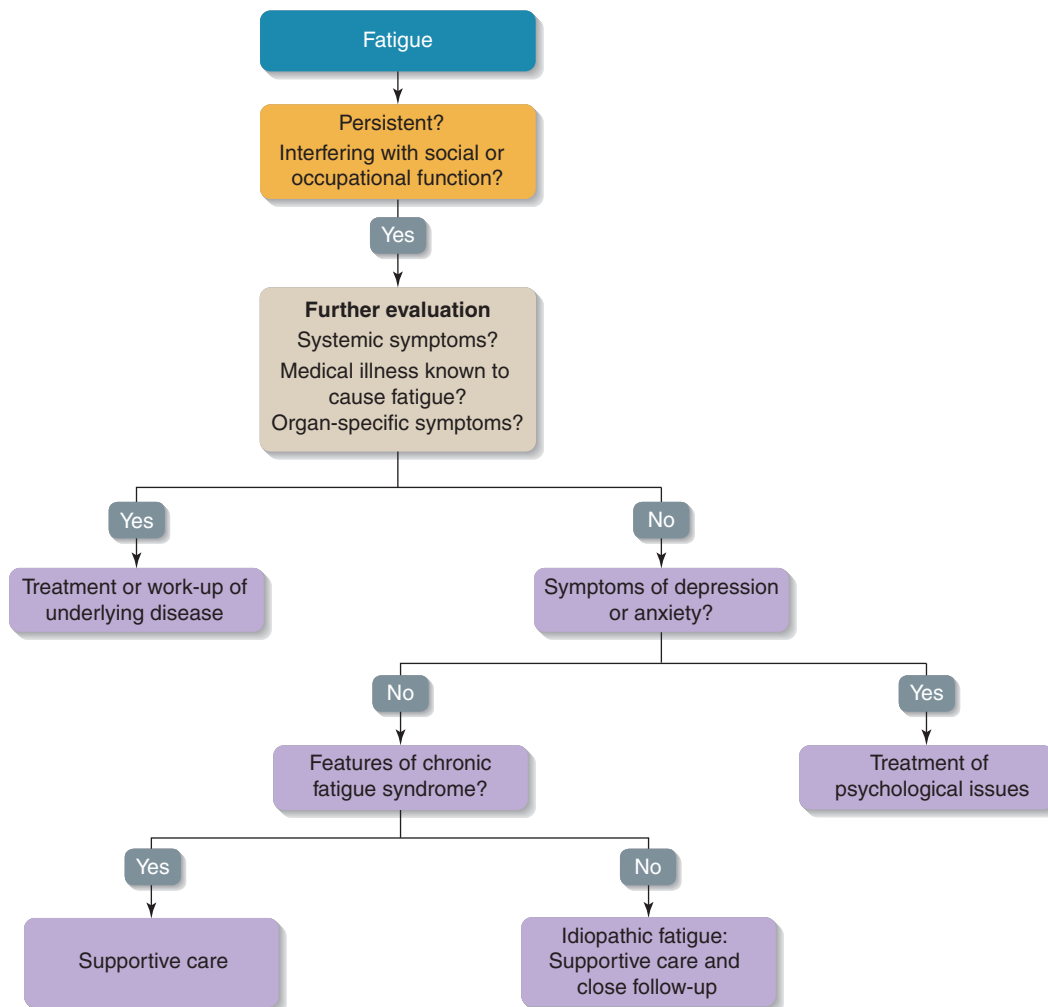 Fatigue
Persistent?
Interfering with social or
occupational function?
Yes
Further evaluation
Systemic symptoms?
Medical illness known to
cause fatigue?
Organ-specific symptoms?
Yes
No
Treatment or work-up of
underlying disease
Symptoms of depression
or anxiety?
No
Yes
Features of chronic
fatigue syndrome?
Treatment of
psychological issues
Yes
No
Supportive care
Idiopathic fatigue:
Supportive care and
close follow-up